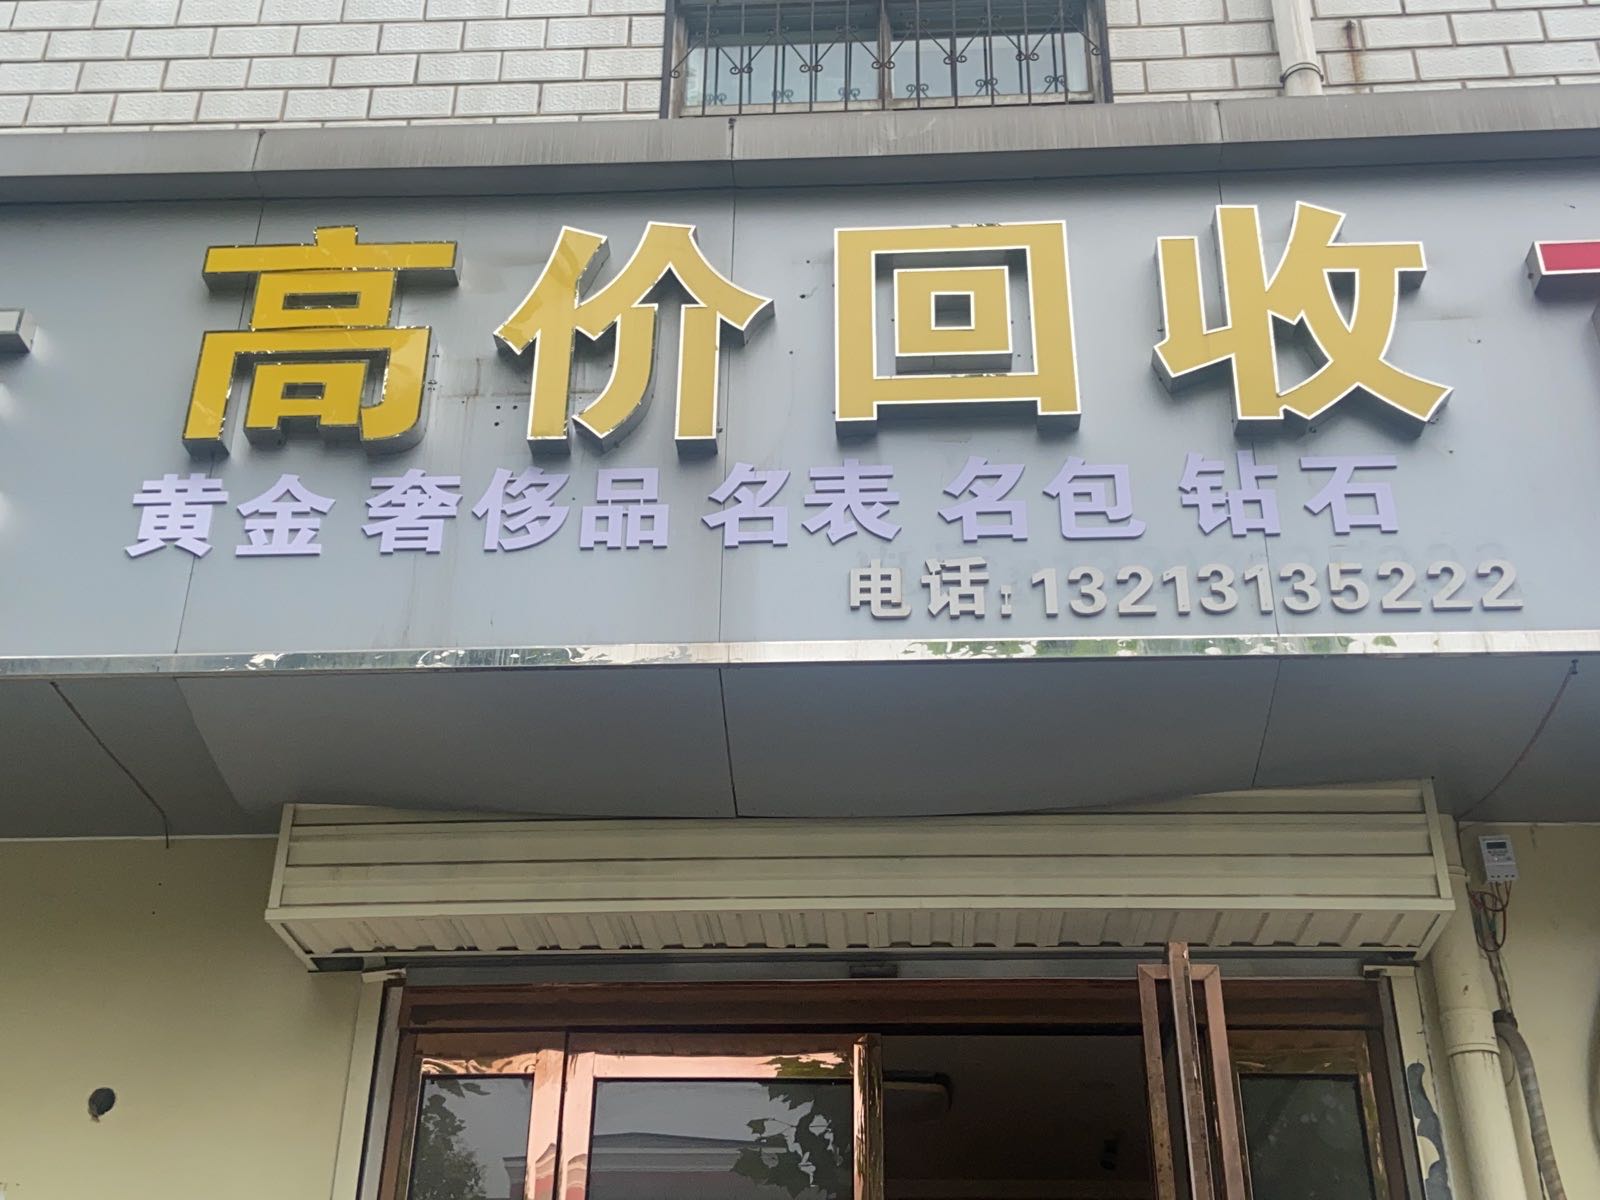 高价回收
黄金 奢侈品 名表 名包 钻石
电话:13213135222